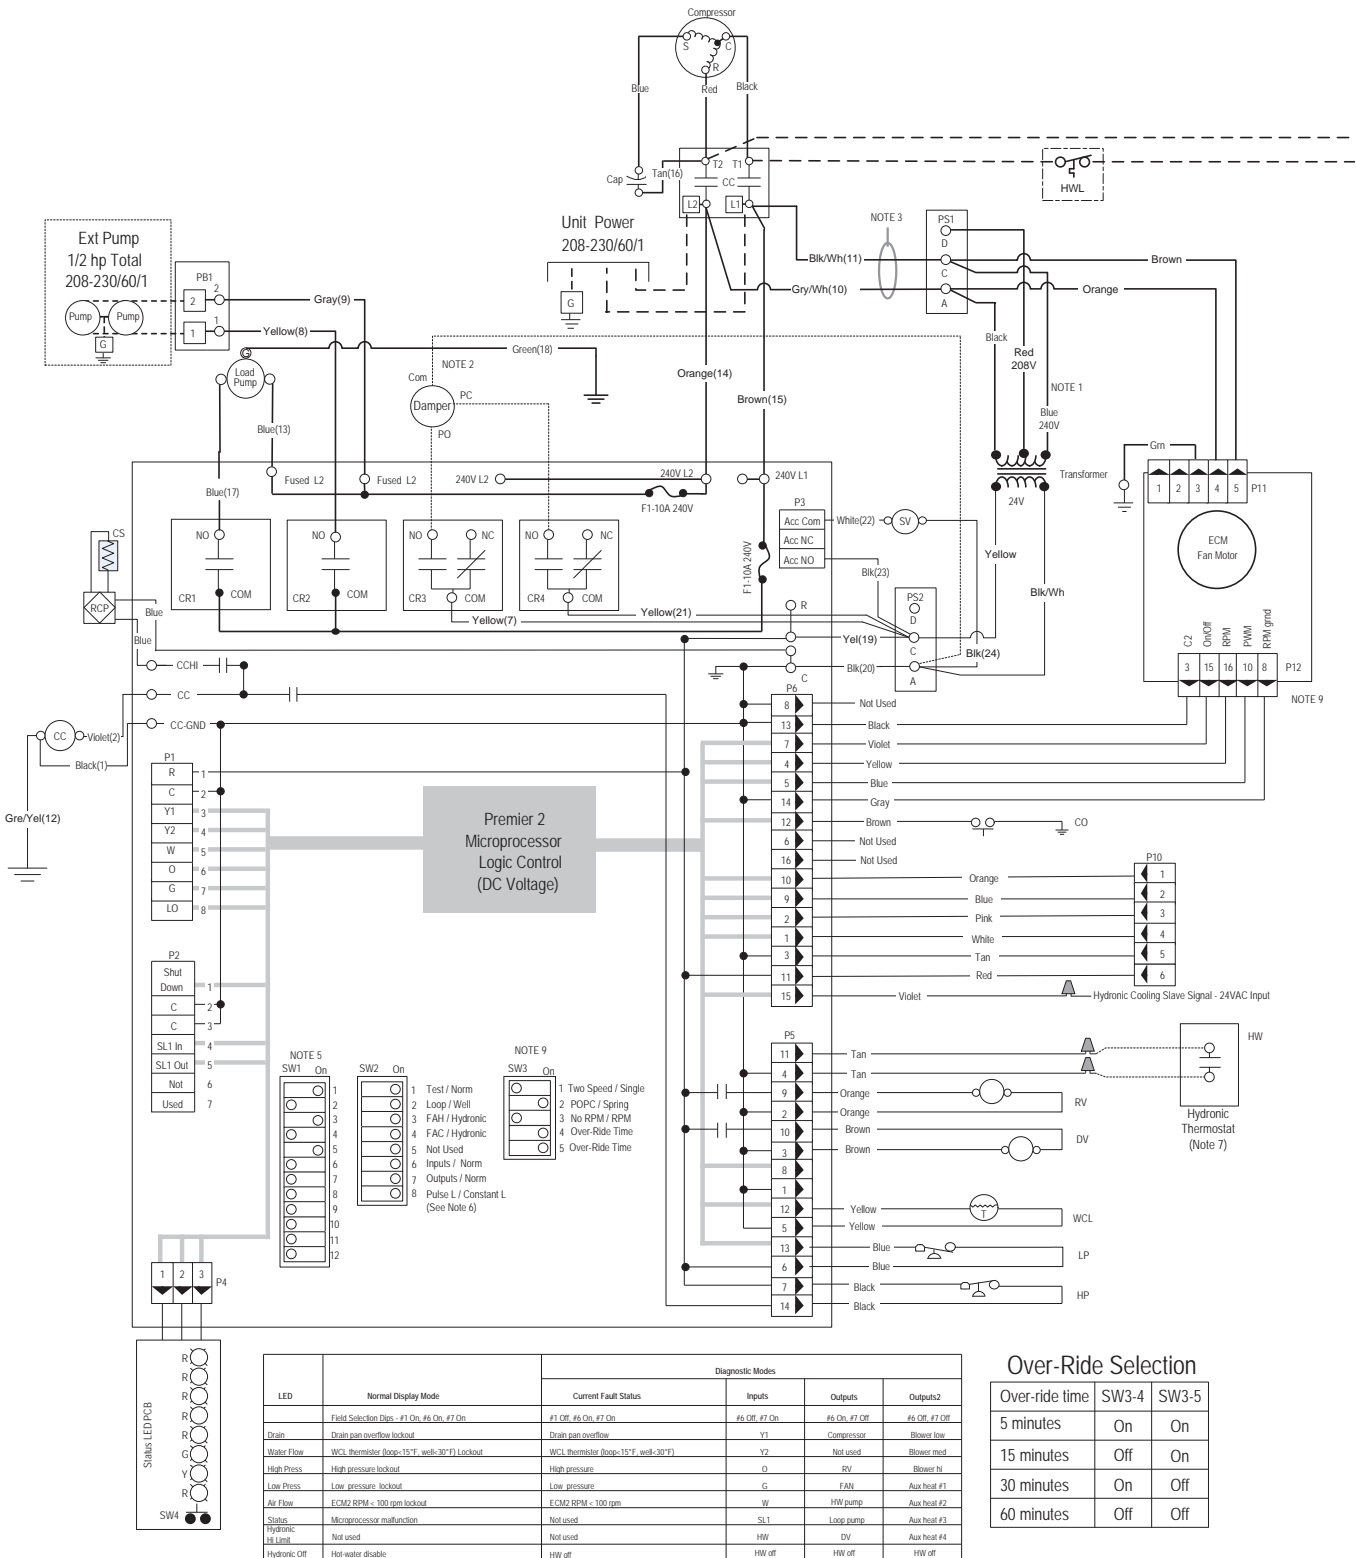 Compressor
S
C
R
Blue
Red
Black
T2
T1
Cap
Tan(16)
CC
HWL
L2
L1
Unit Power
208-230/60/1
G
NOTE 3
PS1
D
C
A
Ext Pump
1/2 hp Total
208-230/60/1
Pump
Pump
G
PB1
2
2
1
1
Gray(9)
Yellow(8)
Blk/Wh(11)
Gry/Wh(10)
Brown
Orange
Green(18)
G
Load
Pump
NOTE 2
Com
PC
Damper
PO
Orange(14)
Brown(15)
Black
Red
208V
NOTE 1
Blue
240V
Blue(13)
Blue(17)
Fused L2
Fused L2
240V L2
240V L2
240V L1
F1-10A 240V
F1-10A 240V
Transformer
24V
Grn
1 2 3 4 5 P11
ECM
Fan Motor
P3
Acc Com
Acc NC
Acc NO
White(22)
SV
Blk(23)
Yellow
Blk/Wh
CS
RCP
Blue
Blue
NO
CR1
COM
NO
CR2
COM
NO
NC
CR3
COM
NO
NC
CR4
COM
Yellow(21)
Yellow(7)
R
Yel(19)
Blk(20)
C
PS2
D
C
A
Blk(24)
C2
On/Off
RPM
PWM
RPM grnd
3 15 16 10 8 P12
NOTE 9
CCHI
CC
CC-GND
CC
Violet(2)
Black(1)
Gre/Yel(12)
P1
R 1
C 2
Y1 3
Y2 4
W 5
O 6
G 7
LO 8
Premier 2
Microprocessor
Logic Control
(DC Voltage)
P6
8 Not Used
13 Black
7 Violet
4 Yellow
5 Blue
14 Gray
12 Brown CO
6 Not Used
16 Not Used
10 Orange
9 Blue
2 Pink
1 White
3 Tan
11 Red
15 Violet Hydronic Cooling Slave Signal - 24VAC Input
P10
1
2
3
4
5
6
P2
Shut
Down 1
C 2
C 3
SL1 In 4
SL1 Out 5
Not 6
Used 7
P5
11 Tan
4 Tan
9 Orange
2 Orange
RV
10 Brown
3 Brown
DV
8
1
12 Yellow
5 Yellow
T
WCL
13 Blue
6 Blue
LP
7 Black
14 Black
HP
HW
Hydronic
Thermostat
(Note 7)
NOTE 5
SW1 On
1
2
3
4
5
6
7
8
9
10
11
12
SW2 On
1 Test / Norm
2 Loop / Well
3 FAH / Hydronic
4 FAC / Hydronic
5 Not Used
6 Inputs / Norm
7 Outputs / Norm
8 Pulse L / Constant L
(See Note 6)
NOTE 9
SW3 On
1 Two Speed / Single
2 POPC / Spring
3 No RPM / RPM
4 Over-Ride Time
5 Over-Ride Time
1 2 3 P4
Status LED PCB
R
R
R
R
G
Y
R
SW4
Diagnostic Modes
LED Normal Display Mode Current Fault Status Inputs Outputs Outputs2
Field Selection Dips - #1 On, #6 On, #7 On #1 Off, #6 On, #7 On #6 Off, #7 On #6 On, #7 Off #6 Off, #7 Off
Drain Drain pan overflow lockout Drain pan overflow Y1 Compressor Blower low
Water Flow WCL thermister (loop<15°F, well<30°F) Lockout WCL thermister (loop<15°F, well<30°F) Y2 Not used Blower med
High Press High pressure lockout High pressure O RV Blower hi
Low Press Low pressure lockout Low pressure G FAN Aux heat #1
Air Flow ECM2 RPM < 100 rpm lockout ECM2 RPM < 100 rpm W HW pump Aux heat #2
Status Microprocessor malfunction Not used SL1 Loop pump Aux heat #3
Hydronic
Hi Limit Not used Not used HW DV Aux heat #4
Hydronic Off Hot-water disable HW off HW off HW off HW off
Over-Ride Selection
Over-ride time SW3-4 SW3-5
5 minutes On On
15 minutes Off On
30 minutes On Off
60 minutes Off Off